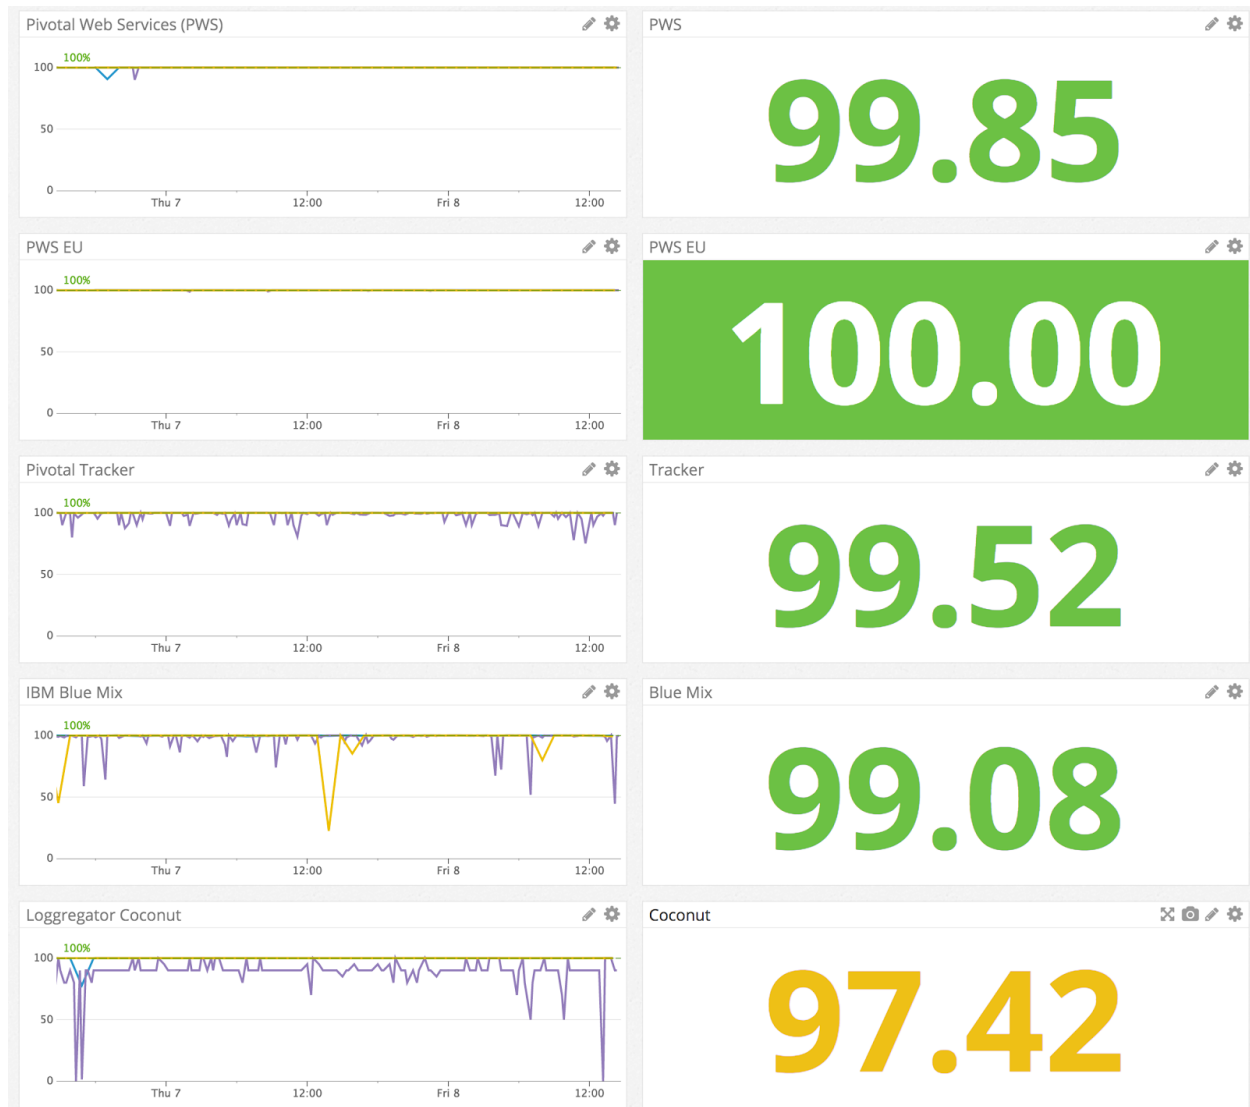 Pivotal Web Services (PWS)
100%
100
50
0
Thu 7 12:00 Fri 8 12:00
PWS
99.85
PWS EU
100%
100
50
0
Thu 7 12:00 Fri 8 12:00
PWS EU
100.00
Pivotal Tracker
100%
100
50
0
Thu 7 12:00 Fri 8 12:00
Tracker
99.52
IBM Blue Mix
100%
100
50
0
Thu 7 12:00 Fri 8 12:00
Blue Mix
99.08
Loggregator Coconut
100%
100
50
0
Thu 7 12:00 Fri 8 12:00
Coconut
97.42